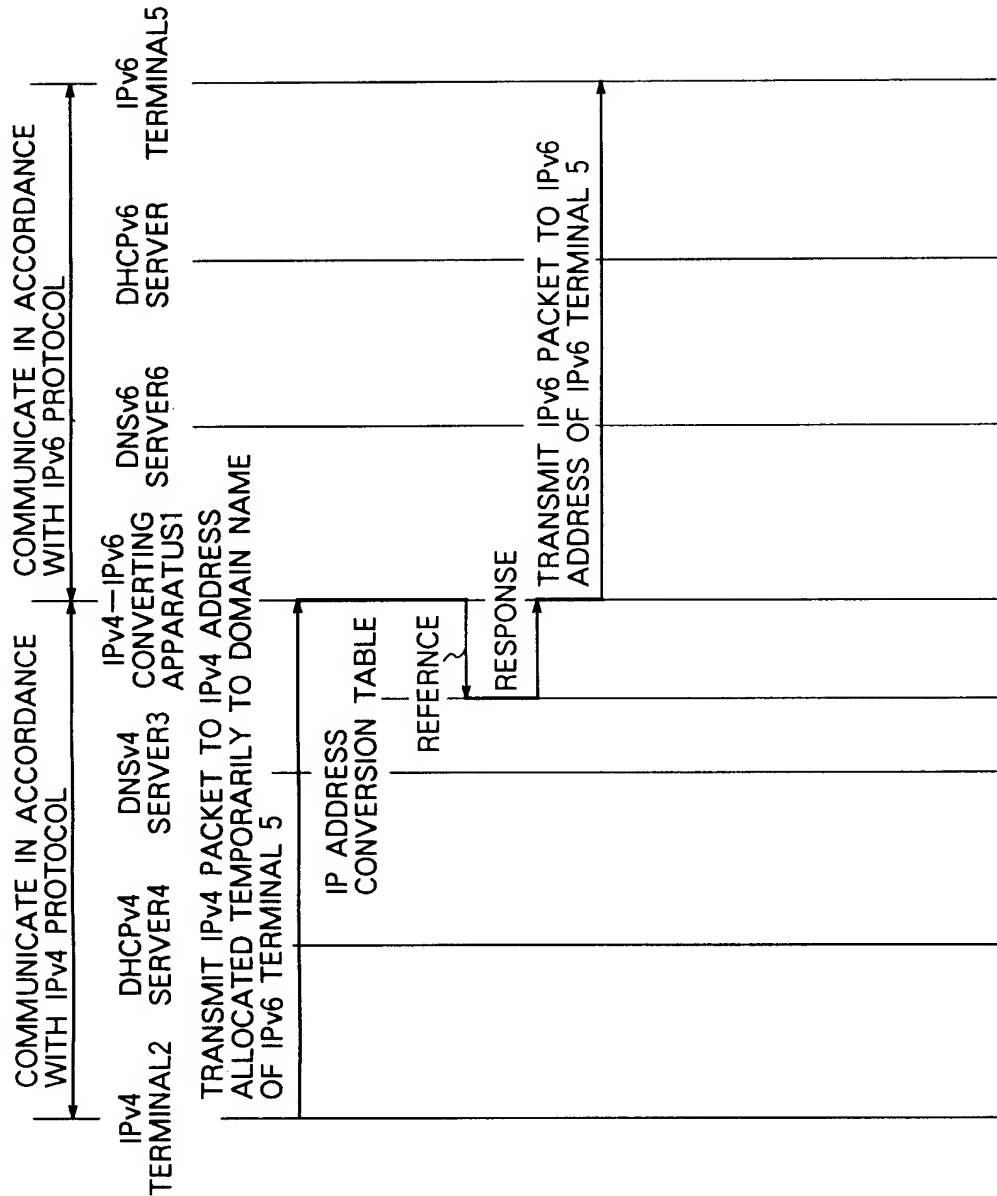 COMMUNICATE IN ACCORDANCE
WITH IPv4 PROTOCOL
COMMUNICATE IN ACCORDANCE
WITH IPv6 PROTOCOL
IPv4
TERMINAL2
DHCPv4
SERVER4
DNSv4
SERVER3
IPv4-IPv6
CONVERTING
APPARATUS1
DNSv6
SERVER6
DHCPv6
SERVER
IPv6
TERMINAL5
TRANSMIT IPv4 PACKET TO IPv4 ADDRESS
ALLOCATED TEMPORARILY TO DOMAIN NAME
OF IPv6 TERMINAL 5
IP ADDRESS
CONVERSION TABLE
REFERNCE
RESPONSE
TRANSMIT IPv6 PACKET TO IPv6
ADDRESS OF IPv6 TERMINAL 5